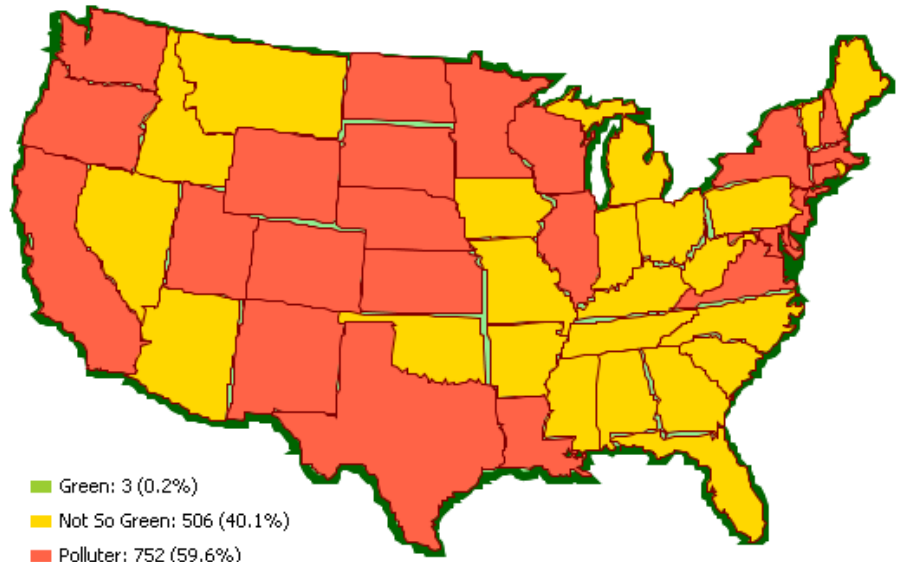 Green: 3 (0.2%)
Not So Green: 506 (40.1%)
Polluter: 752 (59.6%)